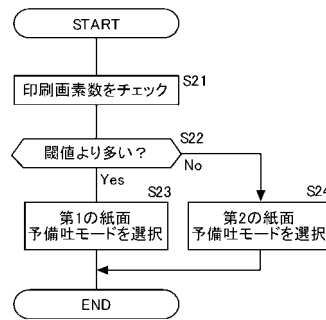 START
印刷画素数をチェック
S21
閾値より多い?
S22
Yes
No
S23
第1の紙面
予備吐モードを選択
S24
第2の紙面
予備吐モードを選択
END